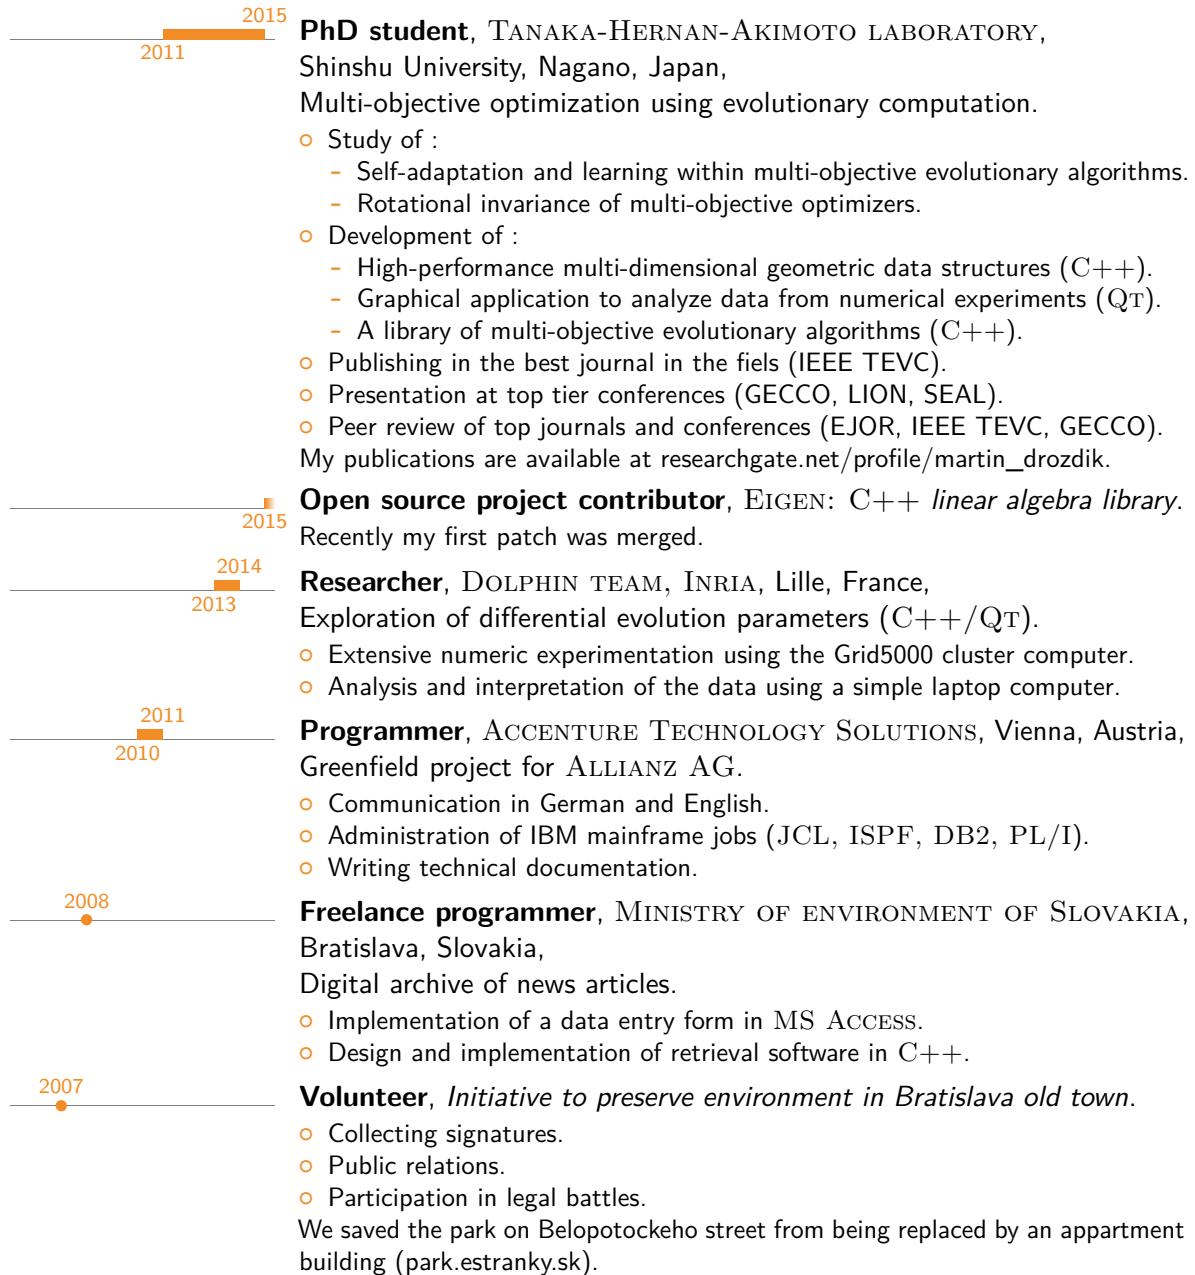 2015
2011
PhD student, Tanaka-Hernan-Akimoto laboratory,
Shinshu University, Nagano, Japan,
Multi-objective optimization using evolutionary computation.
Study of :
– Self-adaptation and learning within multi-objective evolutionary algorithms.
– Rotational invariance of multi-objective optimizers.
Development of :
– High-performance multi-dimensional geometric data structures (C++).
– Graphical application to analyze data from numerical experiments (Qt).
– A library of multi-objective evolutionary algorithms (C++).
Publishing in the best journal in the fiels (IEEE TEVC).
Presentation at top tier conferences (GECCO, LION, SEAL).
Peer review of top journals and conferences (EJOR, IEEE TEVC, GECCO).
My publications are available at researchgate.net/profile/martin_drozdik.
2015
Open source project contributor, Eigen: C++ linear algebra library.
Recently my first patch was merged.
2014
2013
Researcher, Dolphin team, Inria, Lille, France,
Exploration of differential evolution parameters (C++/Qt).
Extensive numeric experimentation using the Grid5000 cluster computer.
Analysis and interpretation of the data using a simple laptop computer.
2011
2010
Programmer, Accenture Technology Solutions, Vienna, Austria,
Greenfield project for Allianz AG.
Communication in German and English.
Administration of IBM mainframe jobs (JCL, ISPF, DB2, PL/I).
Writing technical documentation.
2008
Freelance programmer, Ministry of environment of Slovakia,
Bratislava, Slovakia,
Digital archive of news articles.
Implementation of a data entry form in MS Access.
Design and implementation of retrieval software in C++.
2007
Volunteer, Initiative to preserve environment in Bratislava old town.
Collecting signatures.
Public relations.
Participation in legal battles.
We saved the park on Belopotockeho street from being replaced by an appartment
building (park.estranky.sk).